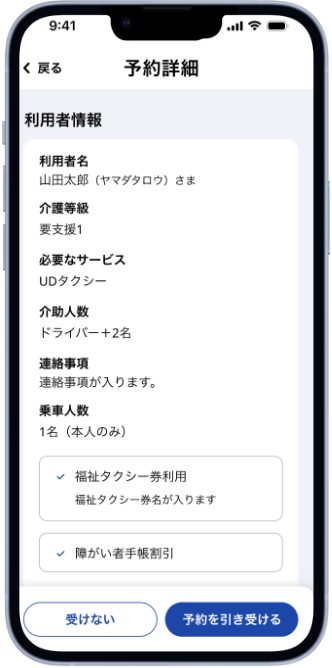 9:41
戻る
予約詳細
利用者情報
利用者名
山田太郎（ヤマダタロウ）さま
介護等級
要支援1
必要なサービス
UDタクシー
介助人数
ドライバー＋2名
連絡事項
連絡事項が入ります。
乗車人数
1名（本人のみ）
福祉タクシー券利用
福祉タクシー券名が入ります
障がい者手帳割引
受けない
予約を引き受ける